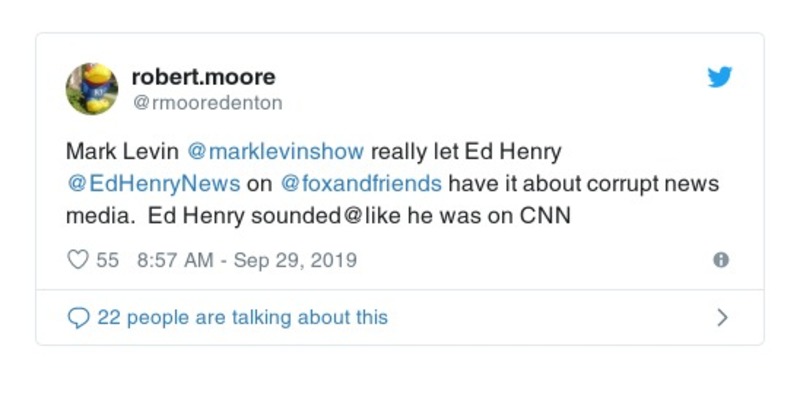 robert.moore
@rmooredenton
Mark Levin @marklevinshow really let Ed Henry
@EdHenryNews on @foxandfriends have it about corrupt news
media.  Ed Henry sounded@like he was on CNN
55 8:57 AM - Sep 29, 2019
22 people are talking about this